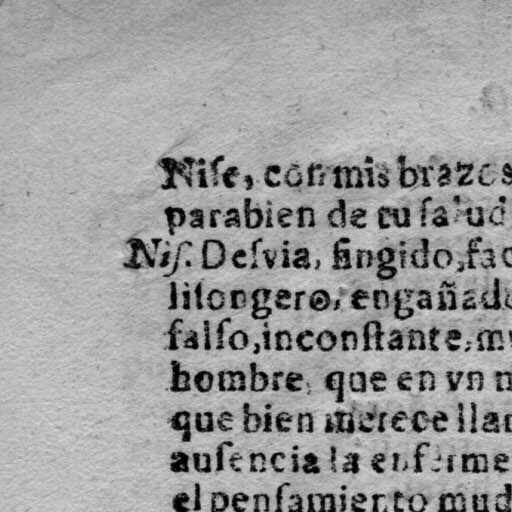 Niſe, con mis brazos
parabien de tu ſalud
Niſ. Deſvia, fingido, fac
liſongero, engañado
falſo, inconſtante, mu
hombre, que en vn m
que bien merece llam
auſencia la enferme
el penſamiento mud